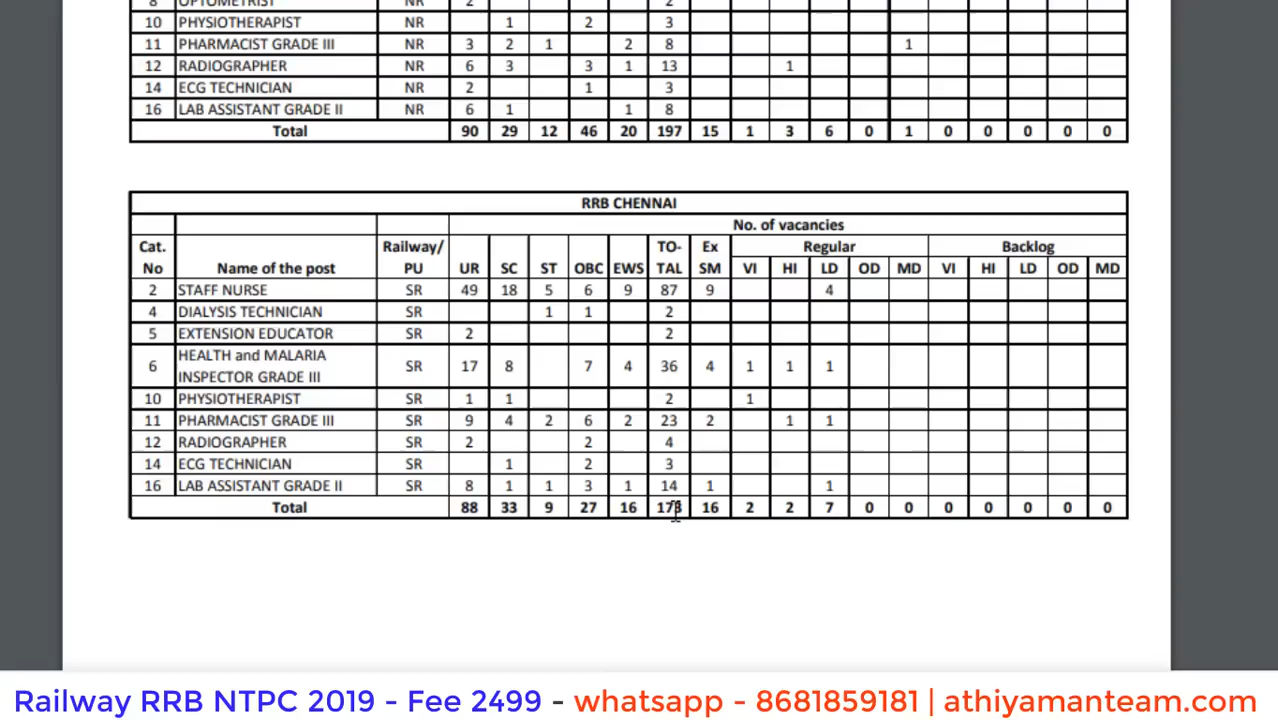 8 OPTOMETRIST NR 2 2
10 PHYSIOTHERAPIST NR 1 2 3
11 PHARMACIST GRADE III NR 3 2 1 2 8 1
12 RADIOGRAPHER NR 6 3 3 1 13 1
14 ECG TECHNICIAN NR 2 1 3
16 LAB ASSISTANT GRADE II NR 6 1 1 8
Total 90 29 12 46 20 197 15 1 3 6 0 1 0 0 0 0 0
RRB CHENNAI
No. of vacancies
Cat. Railway/ TO- Ex Regular Backlog
No Name of the post PU UR SC ST OBC EWS TAL SM VI HI LD OD MD VI HI LD OD MD
2 STAFF NURSE SR 49 18 5 6 9 87 9 4
4 DIALYSIS TECHNICIAN SR 1 1 2
5 EXTENSION EDUCATOR SR 2 2
HEALTH and MALARIA
6 INSPECTOR GRADE III SR 17 8 7 4 36 4 1 1 1
10 PHYSIOTHERAPIST SR 1 1 2 1
11 PHARMACIST GRADE III SR 9 4 2 6 2 23 2 1 1
12 RADIOGRAPHER SR 2 2 4
14 ECG TECHNICIAN SR 1 2 3
16 LAB ASSISTANT GRADE II SR 8 1 1 3 1 14 1 1
Total 88 33 9 27 16 173 16 2 2 7 0 0 0 0 0 0 0
Railway RRB NTPC 2019 - Fee 2499 - whatsapp - 8681859181 | athiyamanteam.com